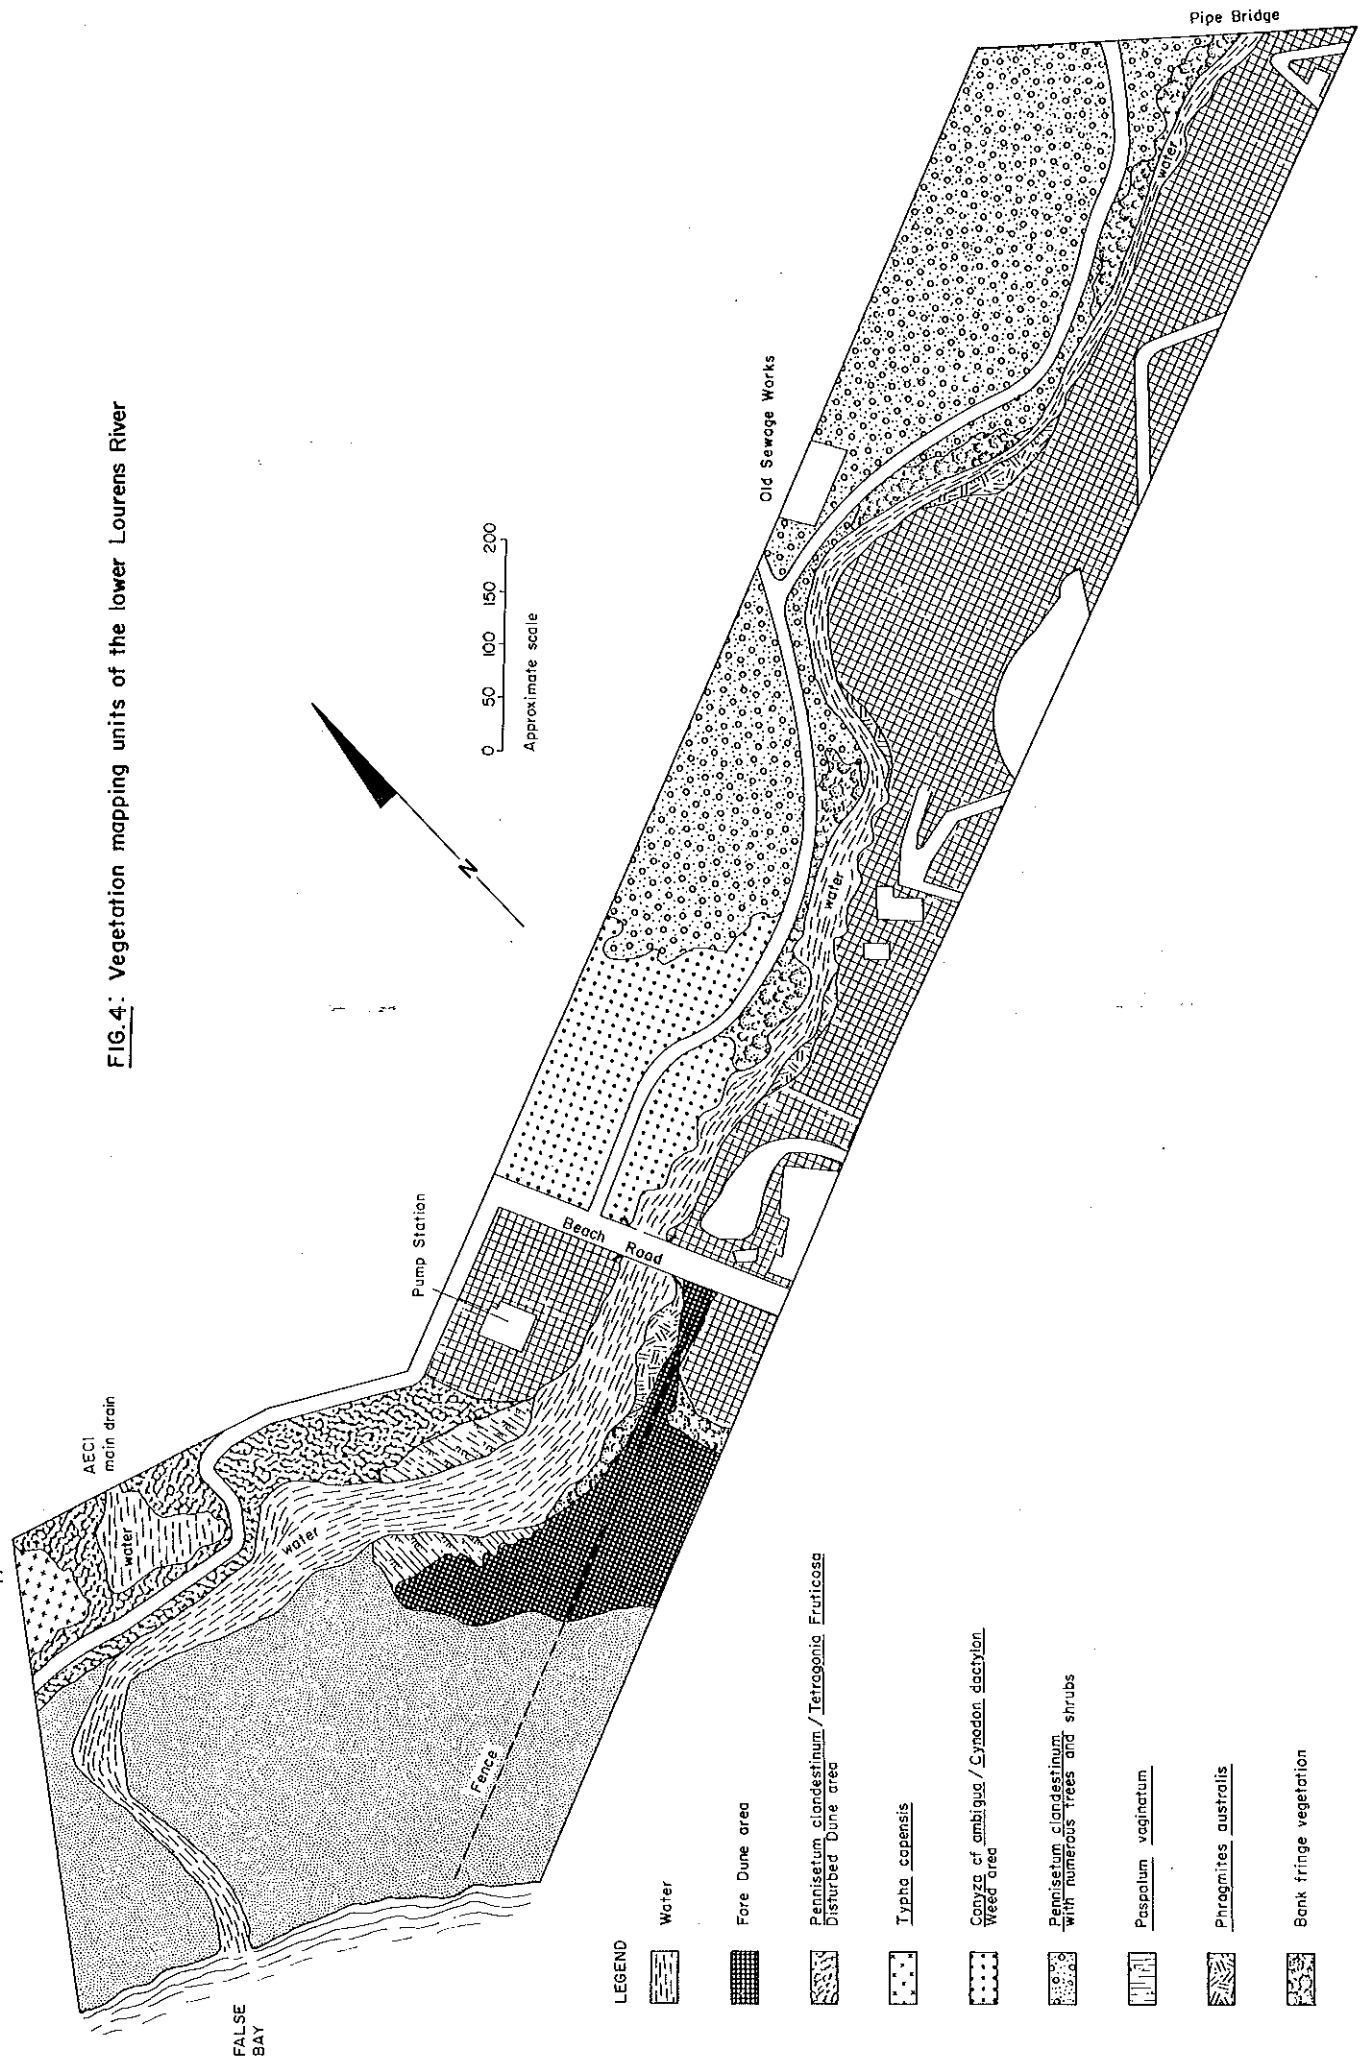 FIG.4: Vegetation mapping units of the lower Lourens River
Pipe Bridge
Old Sewage Works
0 50 100 150 200
Approximate scale
N
water
water
Pump Station
Beach Road
AECI
main drain
water
water
Fence
FALSE
BAY
LEGEND
Water
Fore Dune area
Pennisetum clandestinum / Tetragonia Fruticosa
Disturbed Dune area
Typha capensis
Conyza cf ambigua / Cynodon dactylon
Weed area
Pennisetum clandestinum
with numerous trees and shrubs
Paspalum vaginatum
Phragmites australis
Bank fringe vegetation